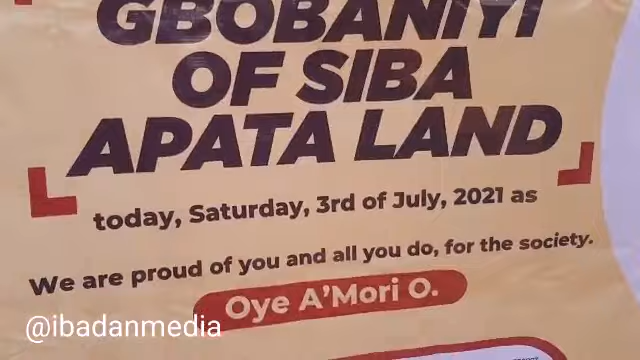 GBOBANIYI
OF SIBA
APATA LAND
today, Saturday, 3rd of July, 2021 as
We are proud of you and all you do, for the society.
Oye A'Mori O.
@ibadanmedia